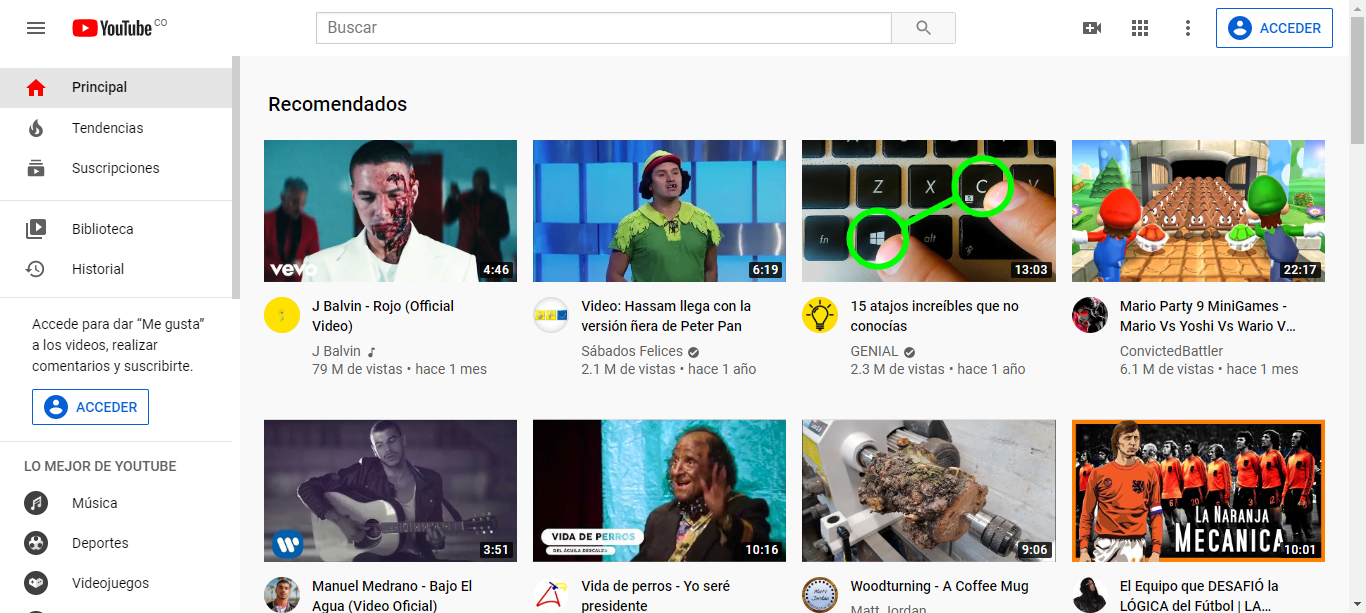 YouTube CO
Buscar
ACCEDER
Principal
Tendencias
Suscripciones
Biblioteca
Historial
Accede para dar “Me gusta”
a los videos, realizar
comentarios y suscribirte.
ACCEDER
LO MEJOR DE YOUTUBE
Música
Deportes
Videojuegos
Recomendados
vevo
4:46
J Balvin - Rojo (Official
Video)
J Balvin
79 M de vistas • hace 1 mes
6:19
Video: Hassam llega con la
versión ñera de Peter Pan
Sábados Felices
2.1 M de vistas • hace 1 año
Z X C V
fn alt
13:03
15 atajos increíbles que no
conocías
GENIAL
2.3 M de vistas • hace 1 año
22:17
Mario Party 9 MiniGames -
Mario Vs Yoshi Vs Wario V...
ConvictedBattler
6.1 M de vistas • hace 1 mes
3:51
Manuel Medrano - Bajo El
Agua (Video Oficial)
VIDA DE PERROS
DEL ÁGUILA DESCALZA
10:16
Vida de perros - Yo seré
presidente
9:06
Matt Jordan
Woodturning - A Coffee Mug
Matt Jordan
LA NARANJA
MECANICA
10:01
El Equipo que DESAFIÓ la
LÓGICA del Fútbol | LA...